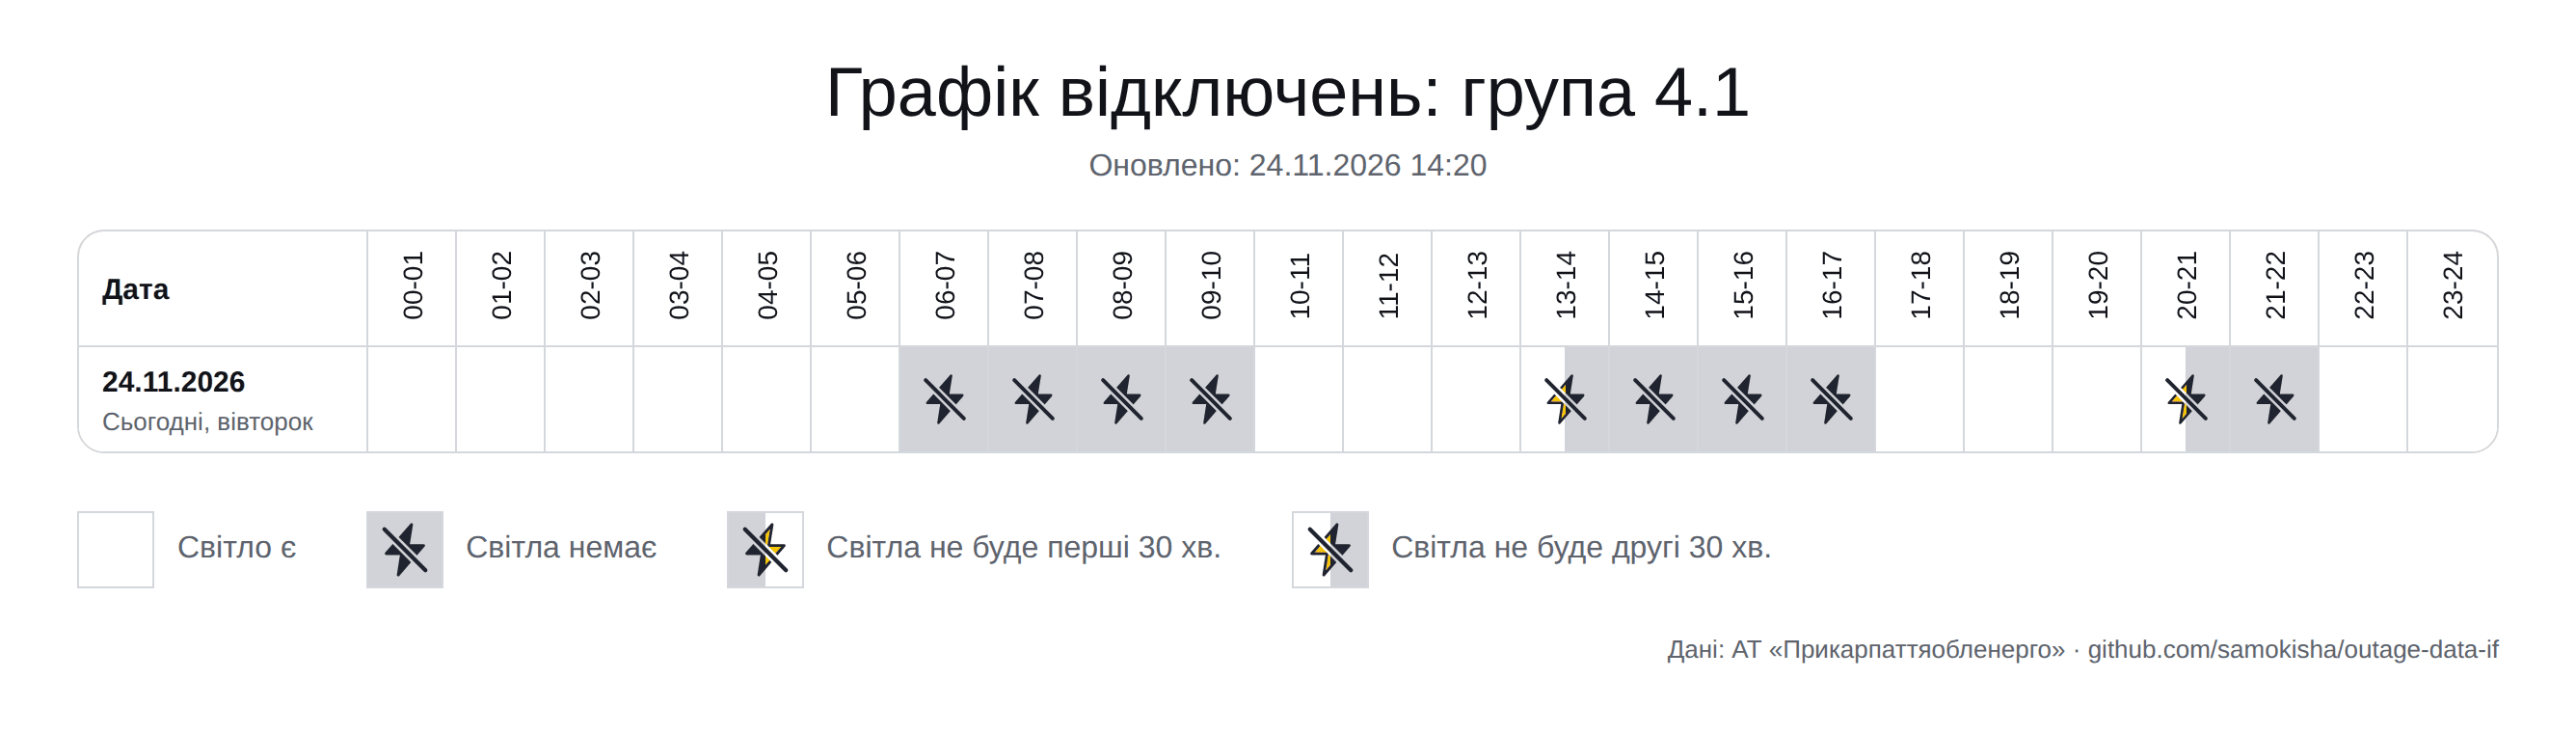 Графік відключень: група 4.1
Оновлено: 24.11.2026 14:20
Дата 00-01 01-02 02-03 03-04 04-05 05-06 06-07 07-08 08-09 09-10 10-11 11-12 12-13 13-14 14-15 15-16 16-17 17-18 18-19 19-20 20-21 21-22 22-23 23-24
24.11.2026
Сьогодні, вівторок
Світло є Світла немає Світла не буде перші 30 хв. Світла не буде другі 30 хв.
Дані: АТ «Прикарпаттяобленерго» · github.com/samokisha/outage-data-if